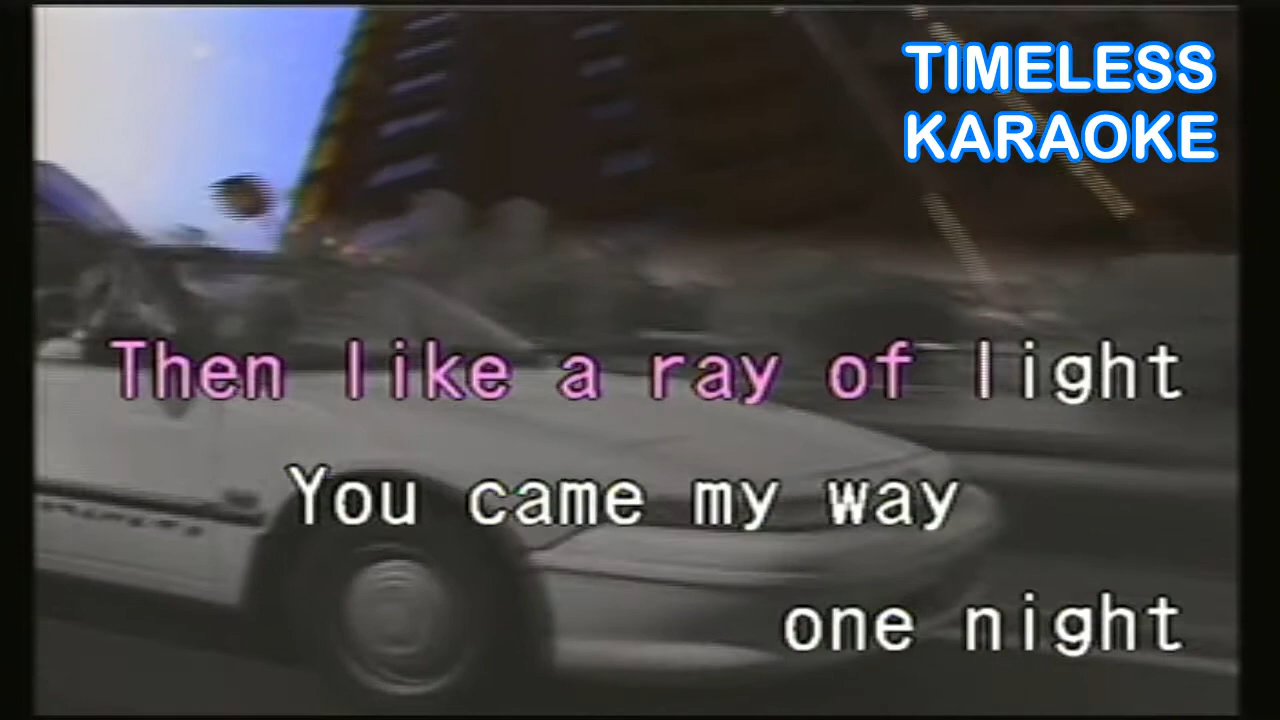 TIMELESS
KARAOKE
Then like a ray of light
You came my way
one night